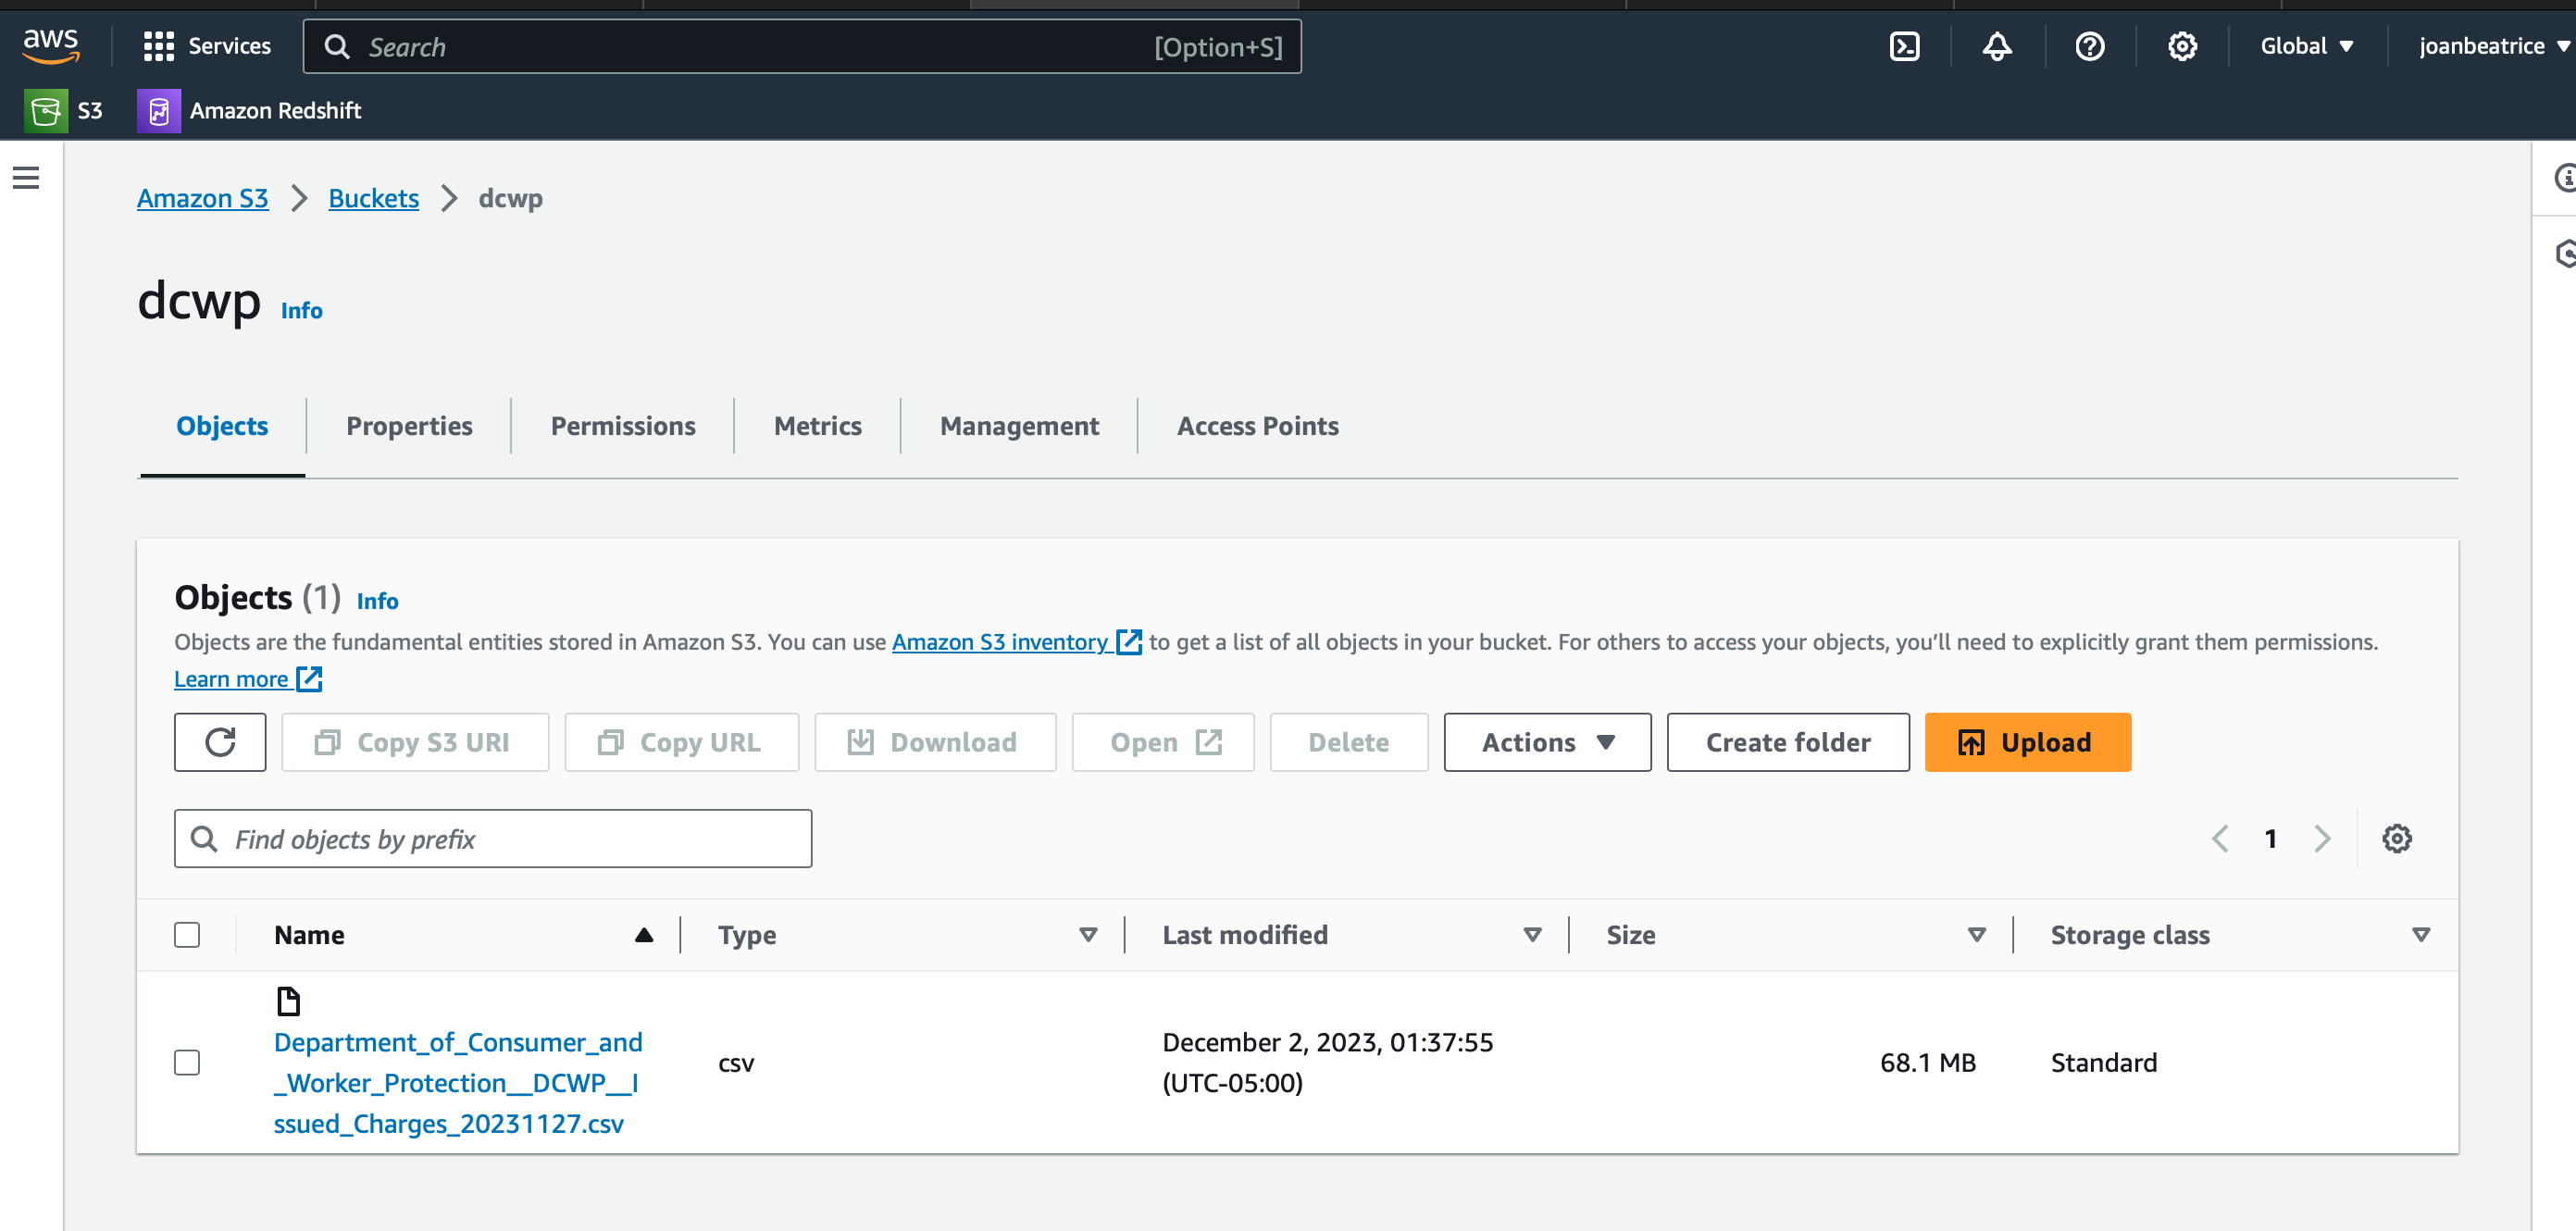 aws
Services
Search
[Option+S]
Global
joanbeatrice
S3
Amazon Redshift
Amazon S3
Buckets
dcwp
dcwp
Info
Objects
Properties
Permissions
Metrics
Management
Access Points
Objects (1)
Info
Objects are the fundamental entities stored in Amazon S3. You can use Amazon S3 inventory to get a list of all objects in your bucket. For others to access your objects, you’ll need to explicitly grant them permissions.
Learn more
Copy S3 URI
Copy URL
Download
Open
Delete
Actions
Create folder
Upload
Find objects by prefix
1
Name
Type
Last modified
Size
Storage class
Department_of_Consumer_and
_Worker_Protection__DCWP__I
ssued_Charges_20231127.csv
csv
December 2, 2023, 01:37:55
(UTC-05:00)
68.1 MB
Standard